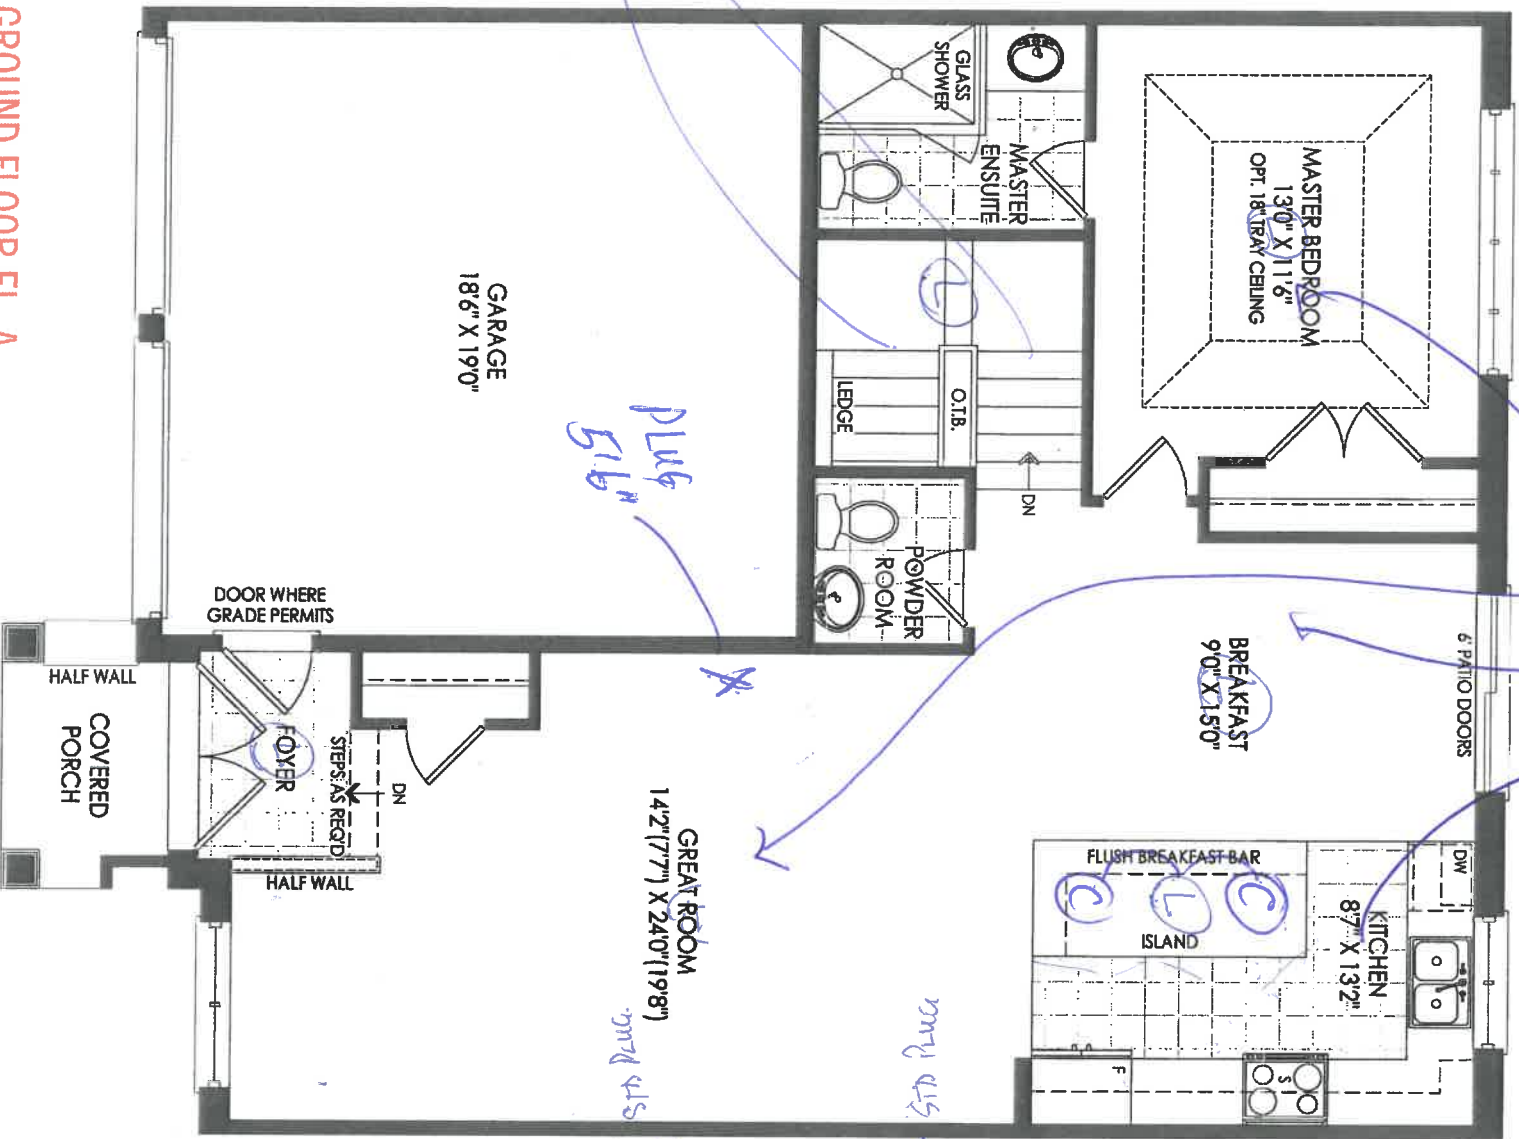 GROUND FLOOR EL. A
GLASS
SHOWER
MASTER
ENSUITE
MASTER BEDROOM
13'0" X 11'6"
OPT. 18" TRAY CEILING
L
L
GARAGE
18'6" X 19'0"
LEDGE
O.T.B.
DN
PLUG
5'6"
POWDER
ROOM
DOOR WHERE
GRADE PERMITS
HALF WALL
COVERED
PORCH
FOYER
L
STEPS AS REQ'D
DN
HALF WALL
BREAKFAST
9'0" X 15'0"
L
6' PATIO DOORS
GREAT ROOM
14'2"(7'7") X 24'0"(19'8")
FLUSH BREAKFAST BAR
C
L
C
ISLAND
DW
KITCHEN
8'7" X 13'2"
F
S
STD PLUG.
STD PLUG
X